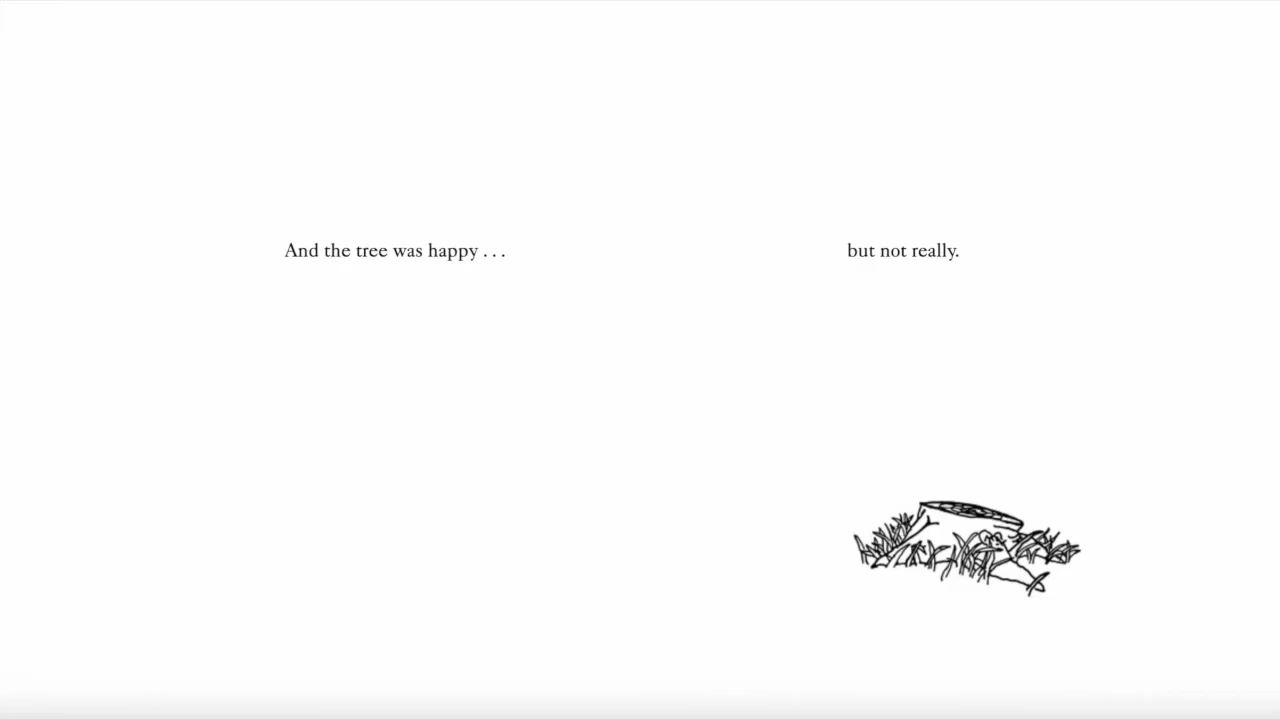 And the tree was happy . . .
but not really.